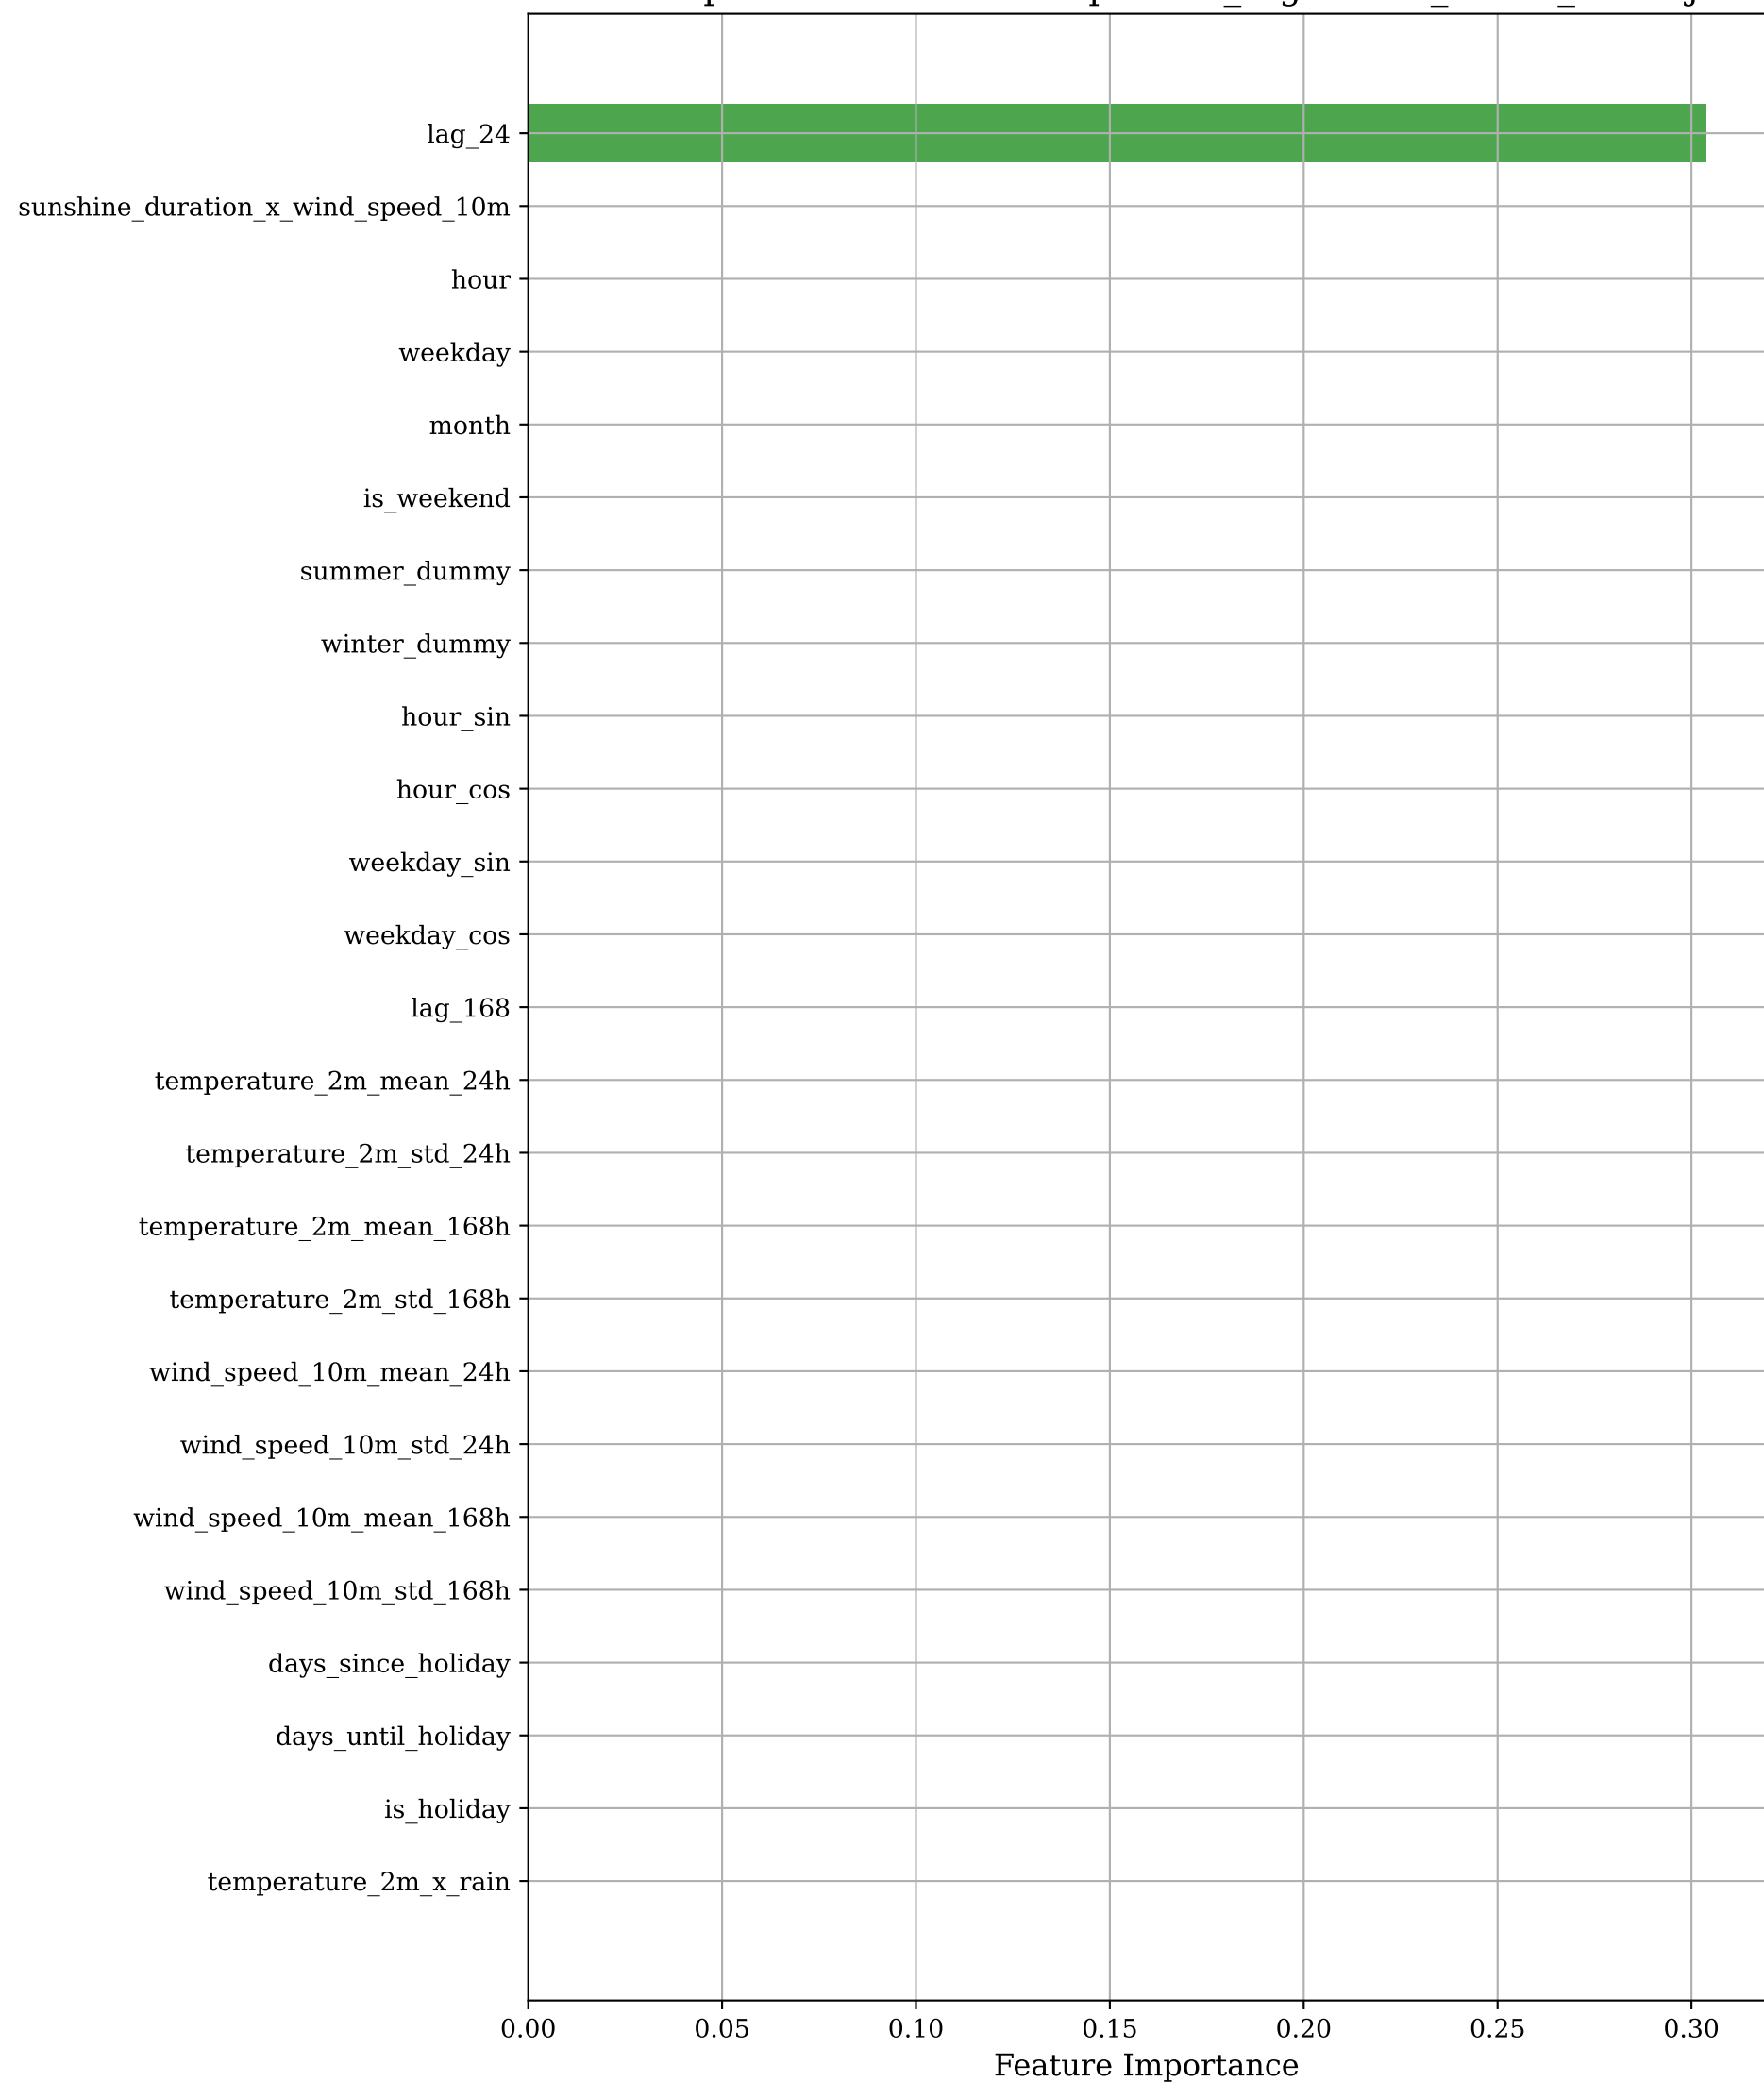 lag_24
sunshine_duration_x_wind_speed_10m
hour
weekday
month
is_weekend
summer_dummy
winter_dummy
hour_sin
hour_cos
weekday_sin
weekday_cos
lag_168
temperature_2m_mean_24h
temperature_2m_std_24h
temperature_2m_mean_168h
temperature_2m_std_168h
wind_speed_10m_mean_24h
wind_speed_10m_std_24h
wind_speed_10m_mean_168h
wind_speed_10m_std_168h
days_since_holiday
days_until_holiday
is_holiday
temperature_2m_x_rain
0.00 0.05 0.10 0.15 0.20 0.25 0.30
Feature Importance